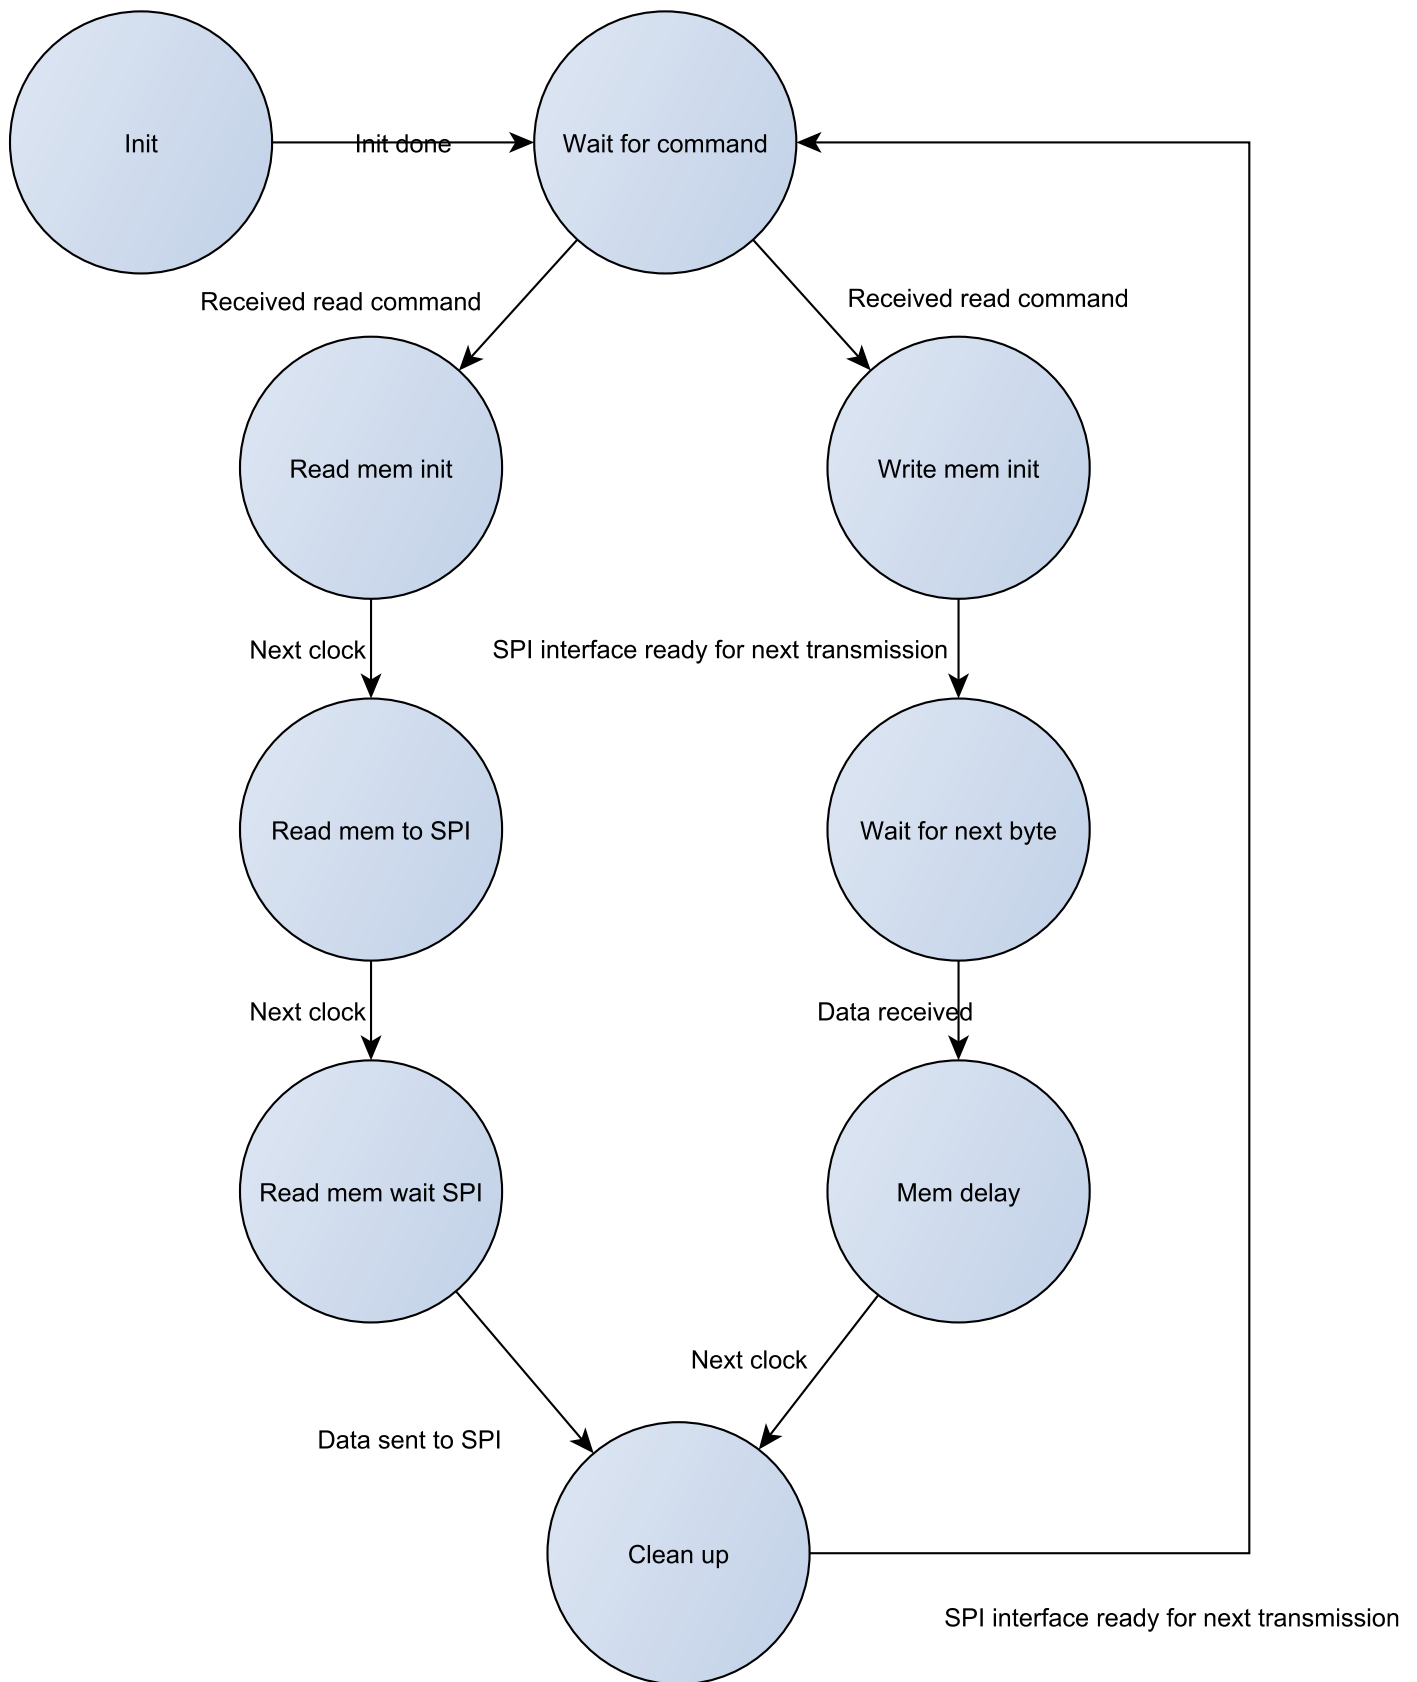 Init
Init done
Wait for command
Received read command
Received read command
Read mem init
Write mem init
Next clock
SPI interface ready for next transmission
Read mem to SPI
Wait for next byte
Next clock
Data received
Read mem wait SPI
Mem delay
Next clock
Data sent to SPI
Clean up
SPI interface ready for next transmission